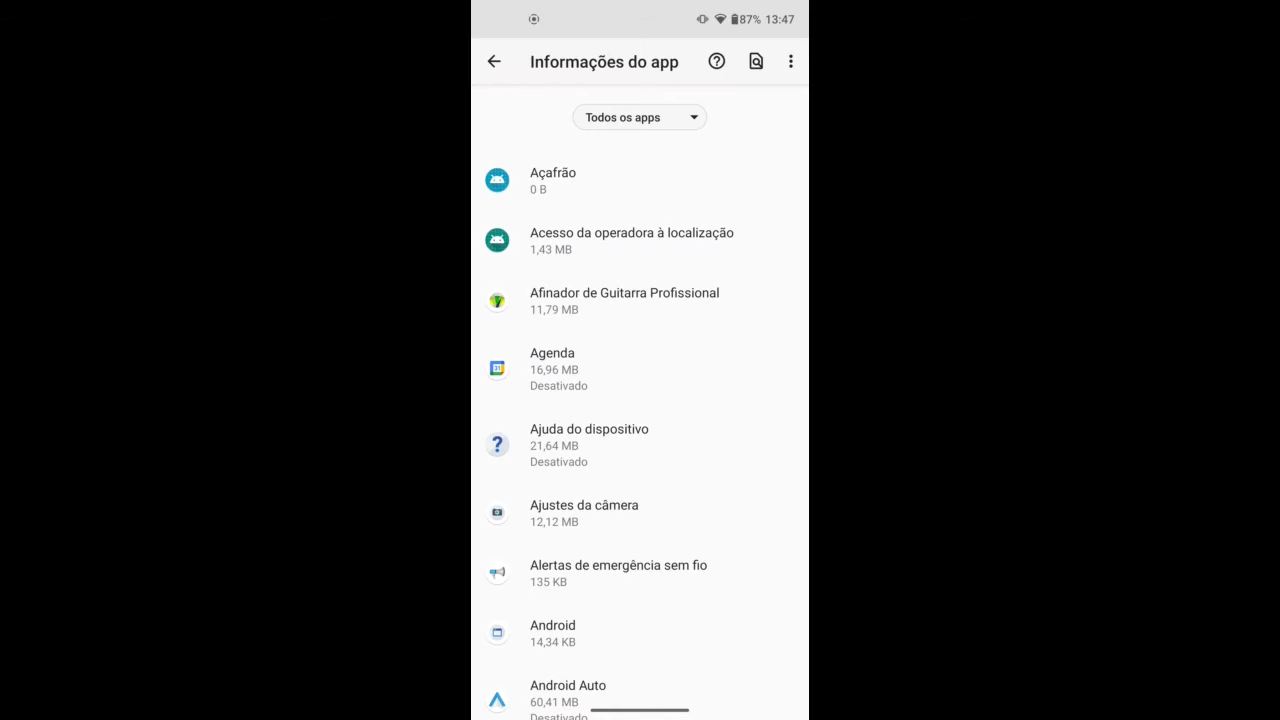 87% 13:47
Informações do app
Todos os apps
Açafrão
0 B
Acesso da operadora à localização
1,43 MB
Afinador de Guitarra Profissional
11,79 MB
Agenda
16,96 MB
Desativado
31
Ajuda do dispositivo
21,64 MB
Desativado
Ajustes da câmera
12,12 MB
Alertas de emergência sem fio
135 KB
Android
14,34 KB
Android Auto
60,41 MB
Desativado